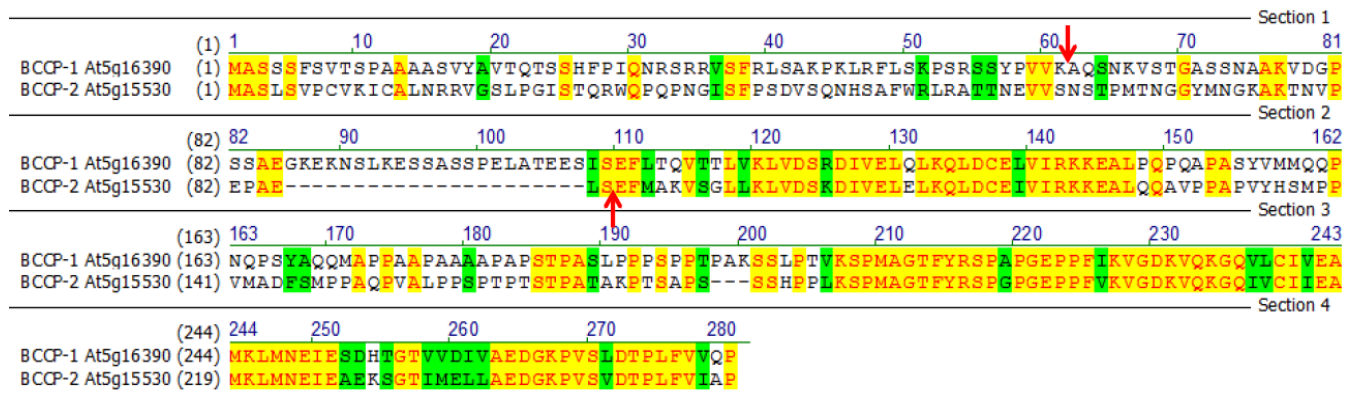 Section 1
(1) 1 10 20 30 40 50 60 70 81
BCCP-1 At5g16390 (1) MASSSFSVTSPAAAASVYAVTQTSSHFPIQNRSRRVSFRLSAKPKLRFLSKPSRSSYPVVKAQSNKVSTGASSNAAKVDGP
BCCP-2 At5g15530 (1) MASLSVPCVKICALNRRVGSLPGISTQRWQPQPNGISFPSDVSQNHSAFWRLRATTNEVVSNSTPMTNGGYMNGKAKTNVP
Section 2
(82) 82 90 100 110 120 130 140 150 162
BCCP-1 At5g16390 (82) SSAEGKEKNSLKESSASSPELATEESISEFLTQVTTLVKLVDSRDIVELQLKQLDCELVIRKKEALPQPQAPASYVMMQQP
BCCP-2 At5g15530 (82) EPAE----------------------LSEFMAKVSGLLKLVDSKDIVELELKQLDCEIVIRKKEALQQAVPPAPVYHSMPP
Section 3
(163) 163 170 180 190 200 210 220 230 243
BCCP-1 At5g16390 (163) NQPSYAQQMAPPAAPAAAAPAPSTPASLPPPSPPTPAKSSLPTVKSPMAGTFYRSPAPGEPPFIKVGDKVQKGQVLCIVEA
BCCP-2 At5g15530 (141) VMADFSMPPAQPVALPPSPTPTSTPATAKPTSAPS---SSHPPLKSPMAGTFYRSPGPGEPPFVKVGDKVQKGQIVCIIEA
Section 4
(244) 244 250 260 270 280
BCCP-1 At5g16390 (244) MKLMNEIESDHTGTVVDIVAEDGKPVSLDTPLFVVQP
BCCP-2 At5g15530 (219) MKLMNEIEAEKSGTIMELLAEDGKPVSVDTPLFVIAP